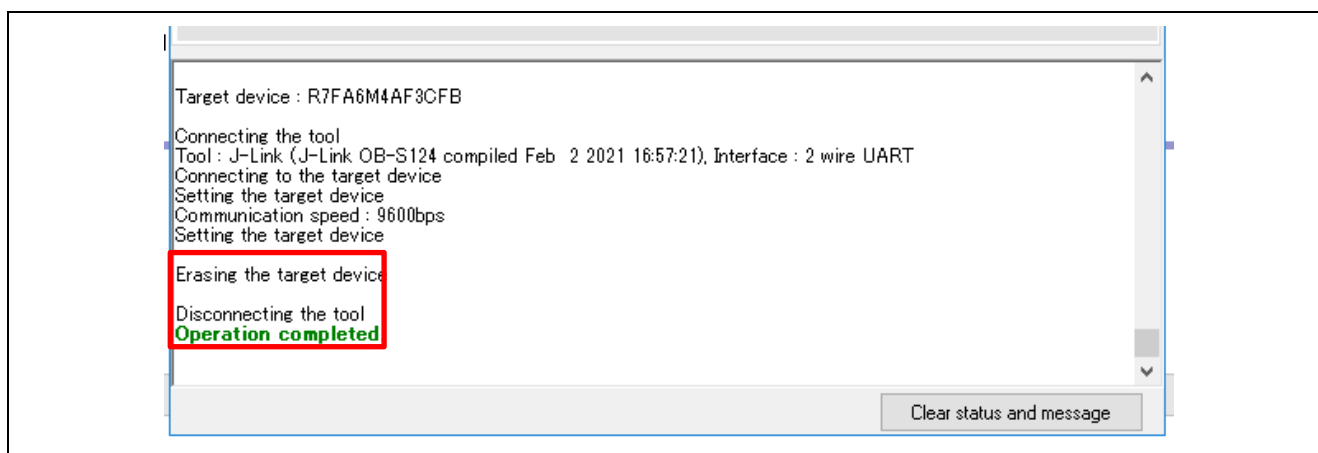 Target device : R7FA6M4AF3CFB
Connecting the tool
Tool : J-Link (J-Link OB-S124 compiled Feb  2 2021 16:57:21), Interface : 2 wire UART
Connecting to the target device
Setting the target device
Communication speed : 9600bps
Setting the target device
Erasing the target device
Disconnecting the tool
Operation completed
Clear status and message